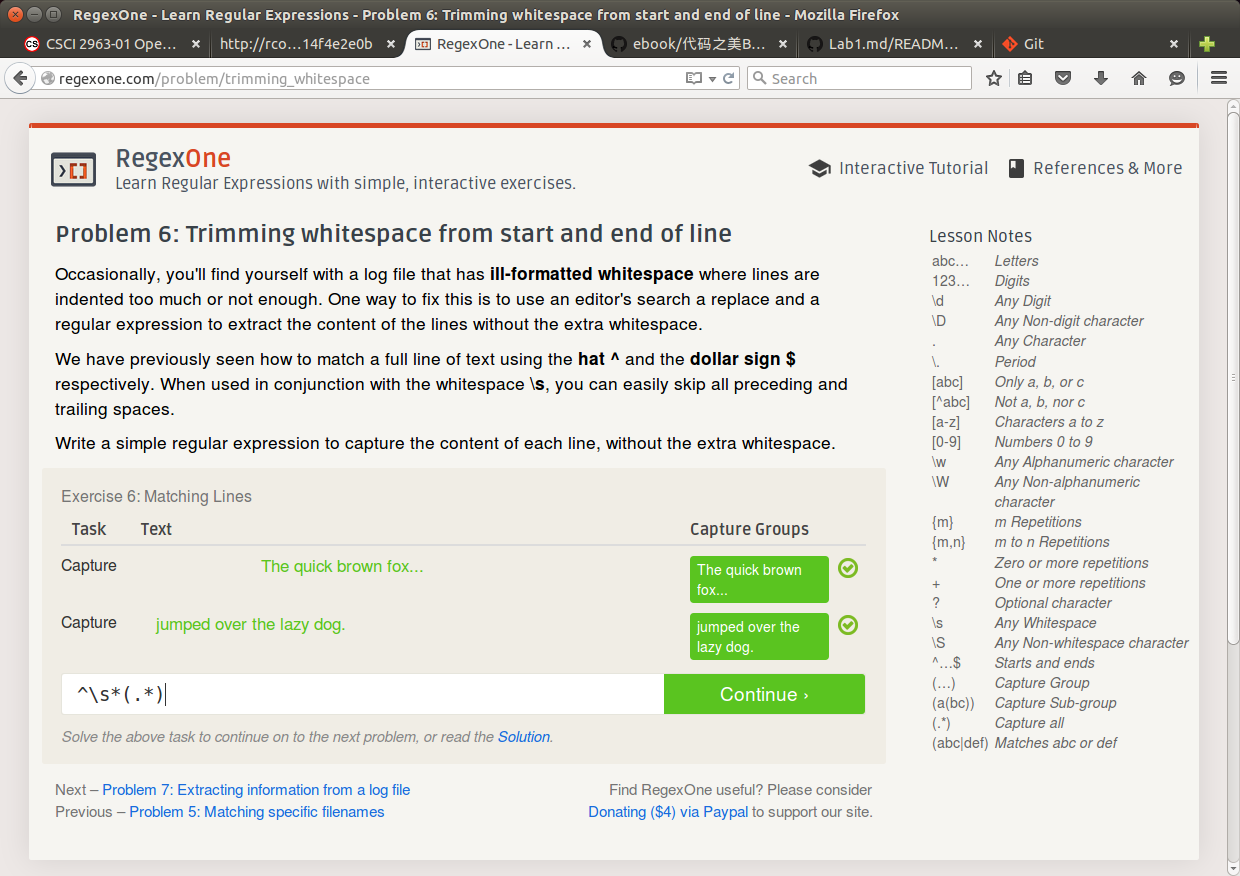 RegexOne - Learn Regular Expressions - Problem 6: Trimming whitespace from start and end of line - Mozilla Firefox
CS CSCI 2963-01 Ope... × http://rco...14f4e2e0b × RegexOne - Learn ... × ebook/代码之美B... × Lab1.md/READM... × Git ×
regexone.com/problem/trimming_whitespace
Search
RegexOne
Learn Regular Expressions with simple, interactive exercises.
Interactive Tutorial
References & More
Problem 6: Trimming whitespace from start and end of line
Occasionally, you'll find yourself with a log file that has ill-formatted whitespace where lines are
indented too much or not enough. One way to fix this is to use an editor's search a replace and a
regular expression to extract the content of the lines without the extra whitespace.
We have previously seen how to match a full line of text using the hat ^ and the dollar sign $
respectively. When used in conjunction with the whitespace \s, you can easily skip all preceding and
trailing spaces.
Write a simple regular expression to capture the content of each line, without the extra whitespace.
Exercise 6: Matching Lines
Task Text Capture Groups
Capture The quick brown fox... The quick brown
fox...
Capture jumped over the lazy dog. jumped over the
lazy dog.
^\s*(.*)
Continue ›
Solve the above task to continue on to the next problem, or read the Solution.
Next – Problem 7: Extracting information from a log file
Previous – Problem 5: Matching specific filenames
Find RegexOne useful? Please consider
Donating ($4) via Paypal to support our site.
Lesson Notes
abc… Letters
123… Digits
\d Any Digit
\D Any Non-digit character
. Any Character
\. Period
[abc] Only a, b, or c
[^abc] Not a, b, nor c
[a-z] Characters a to z
[0-9] Numbers 0 to 9
\w Any Alphanumeric character
\W Any Non-alphanumeric
character
{m} m Repetitions
{m,n} m to n Repetitions
* Zero or more repetitions
+ One or more repetitions
? Optional character
\s Any Whitespace
\S Any Non-whitespace character
^…$ Starts and ends
(…) Capture Group
(a(bc)) Capture Sub-group
(.*) Capture all
(abc|def) Matches abc or def